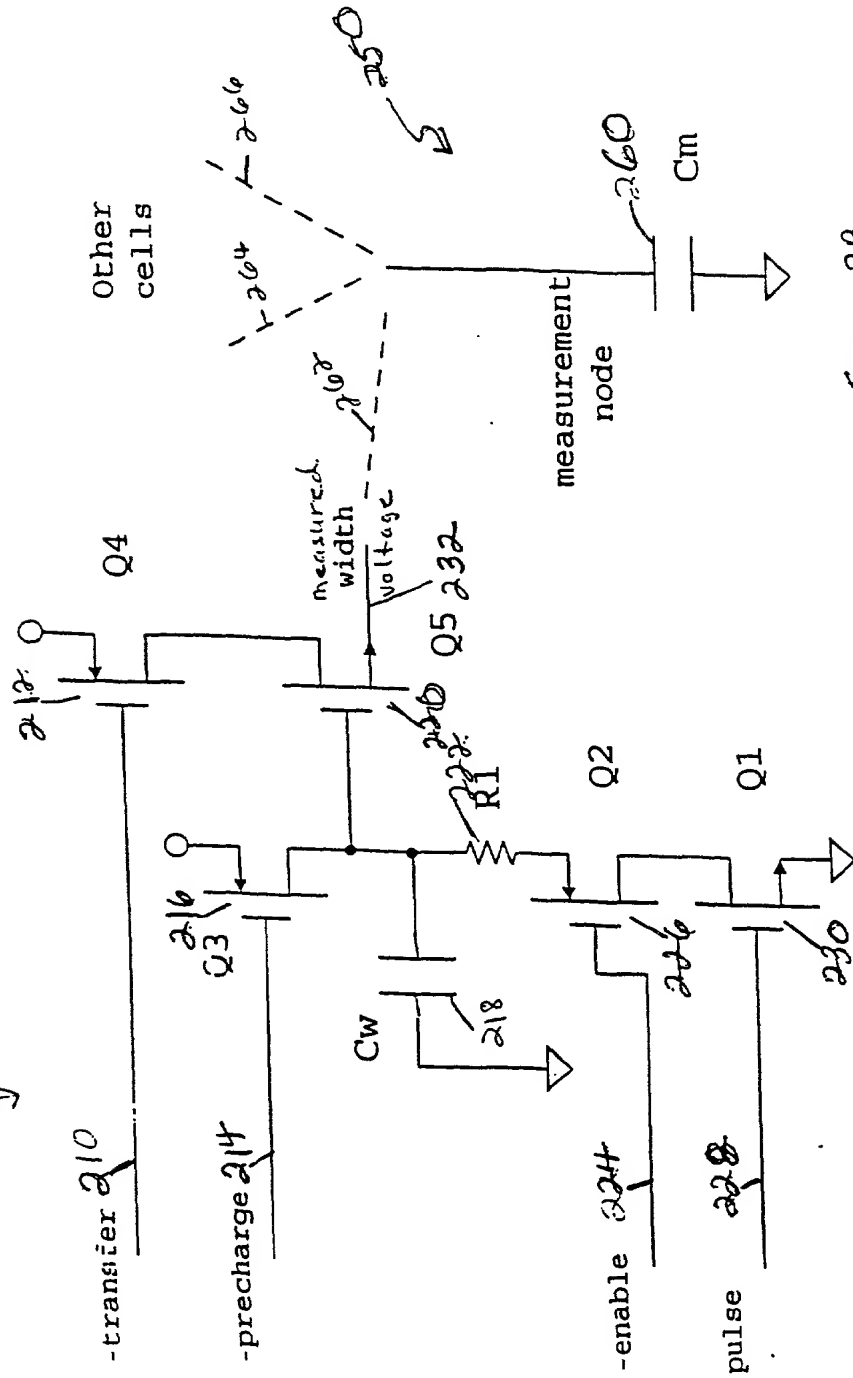 Other
cells
266
264
250
260
Cm
measurement
node
262
measured
width
voltage
232
Q4
212
Q5
220
222
R1
Q2
Q1
216
Q3
Cw
218
226
230
-transfer 210
-precharge 214
-enable 224
pulse 228